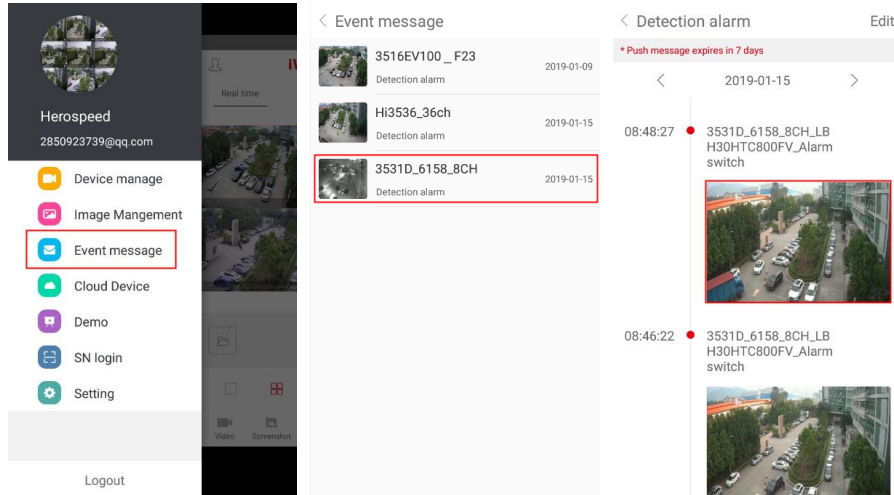 Herospeed
2850923739@qq.com
Device manage
Image Mangement
Event message
Cloud Device
Demo
SN login
Setting
Logout
Real time
Video
Screenshot
< Event message
3516EV100 _ F23
Detection alarm
2019-01-09
Hi3536_36ch
Detection alarm
2019-01-15
3531D_6158_8CH
Detection alarm
2019-01-15
< Detection alarm
Edit
* Push message expires in 7 days
< 2019-01-15 >
08:48:27
3531D_6158_8CH_LB
H30HTC800FV_Alarm
switch
08:46:22
3531D_6158_8CH_LB
H30HTC800FV_Alarm
switch